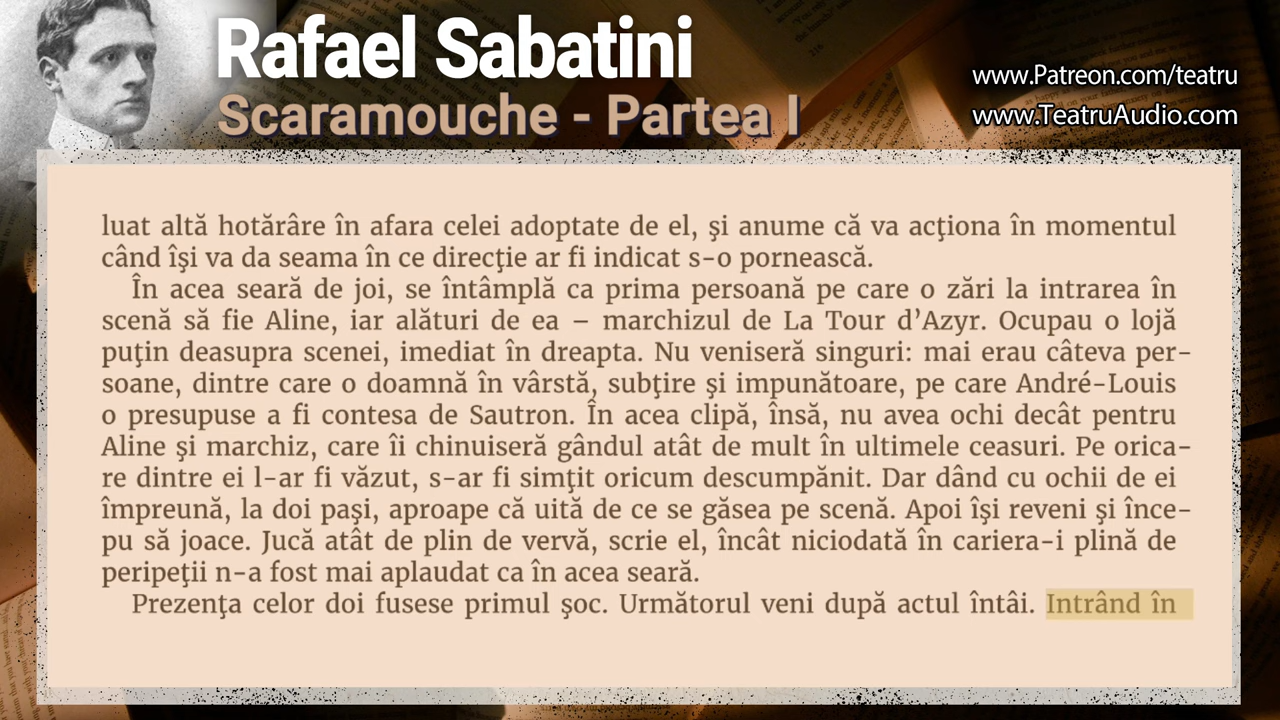 Rafael Sabatini
Scaramouche - Partea I
www.Patreon.com/teatru
www.TeatruAudio.com
luat altă hotărâre în afara celei adoptate de el, şi anume că va acţiona în momentul
când îşi va da seama în ce direcţie ar fi indicat s-o pornească.
În acea seară de joi, se întâmplă ca prima persoană pe care o zări la intrarea în
scenă să fie Aline, iar alături de ea – marchizul de La Tour d’Azyr. Ocupau o lojă
puţin deasupra scenei, imediat în dreapta. Nu veniseră singuri: mai erau câteva per-
soane, dintre care o doamnă în vârstă, subţire şi impunătoare, pe care André-Louis
o presupuse a fi contesa de Sautron. În acea clipă, însă, nu avea ochi decât pentru
Aline şi marchiz, care îi chinuiseră gândul atât de mult în ultimele ceasuri. Pe orica-
re dintre ei l-ar fi văzut, s-ar fi simţit oricum descumpănit. Dar dând cu ochii de ei
împreună, la doi paşi, aproape că uită de ce se găsea pe scenă. Apoi îşi reveni şi înce-
pu să joace. Jucă atât de plin de vervă, scrie el, încât niciodată în cariera-i plină de
peripeţii n-a fost mai aplaudat ca în acea seară.
Prezenţa celor doi fusese primul şoc. Următorul veni după actul întâi. Intrând în